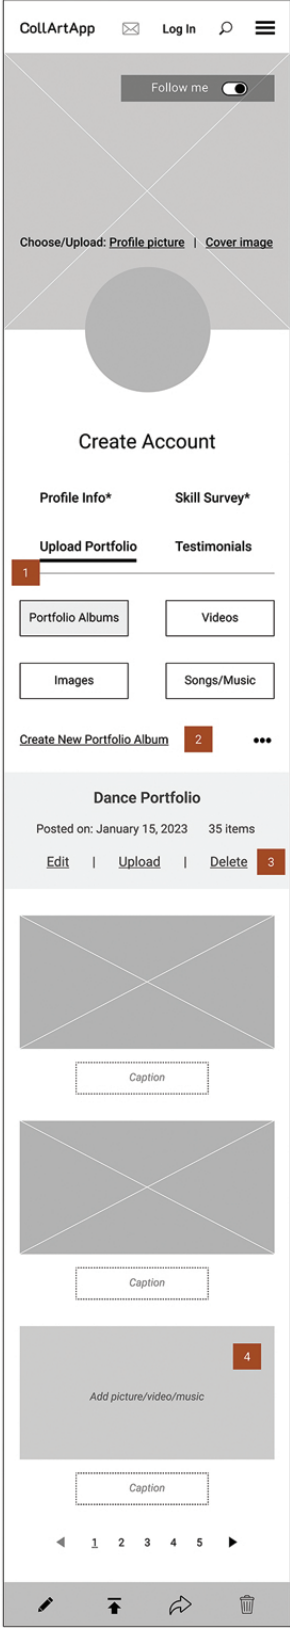 CollArtApp Log In
Follow me
Choose/Upload: Profile picture | Cover image
Create Account
Profile Info* Skill Survey*
Upload Portfolio Testimonials
1
Portfolio Albums Videos
Images Songs/Music
Create New Portfolio Album 2 •••
Dance Portfolio
Posted on: January 15, 2023 35 items
Edit | Upload | Delete 3
Caption
Caption
4
Add picture/video/music
Caption
1 2 3 4 5